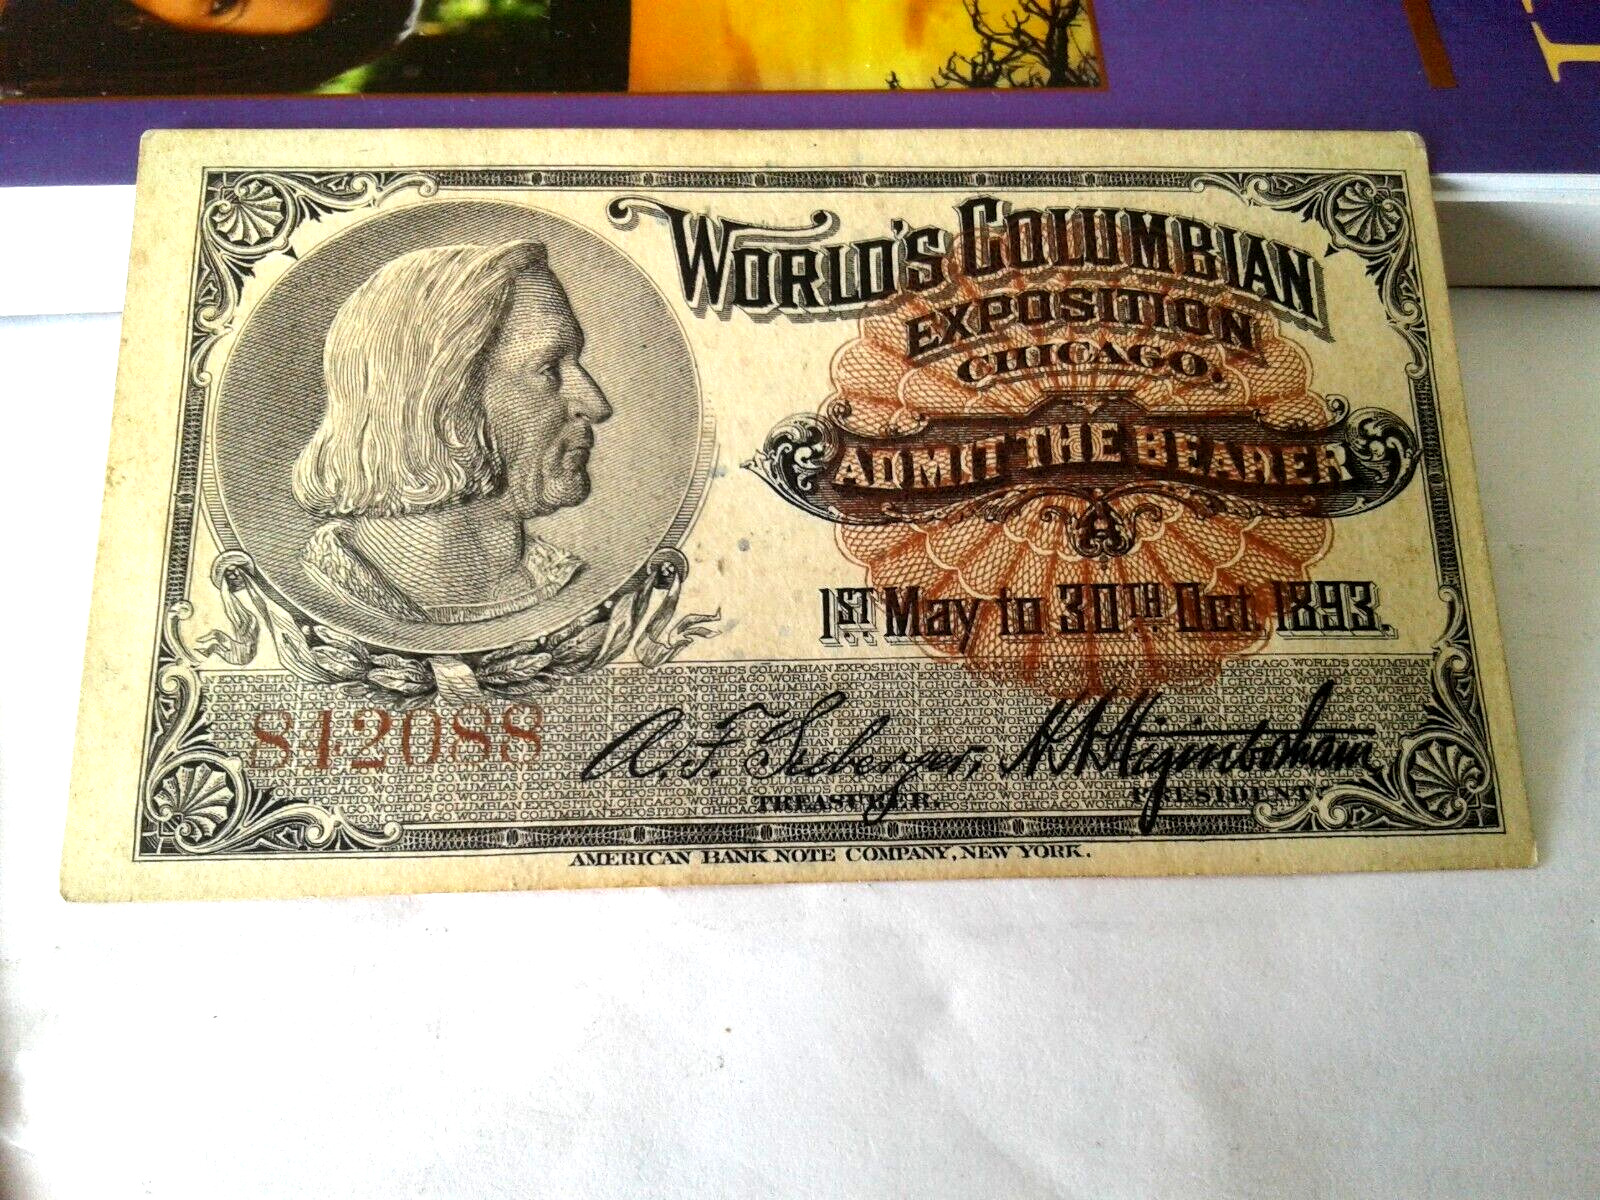 WORLD'S COLUMBIAN
EXPOSITION
CHICAGO.
ADMIT THE BEARER
1ST May to 30TH Oct. 1893.
842088
A. F. Seeberger,
TREASURER.
H N Higinbotham
PRESIDENT.
AMERICAN BANK NOTE COMPANY, NEW YORK.